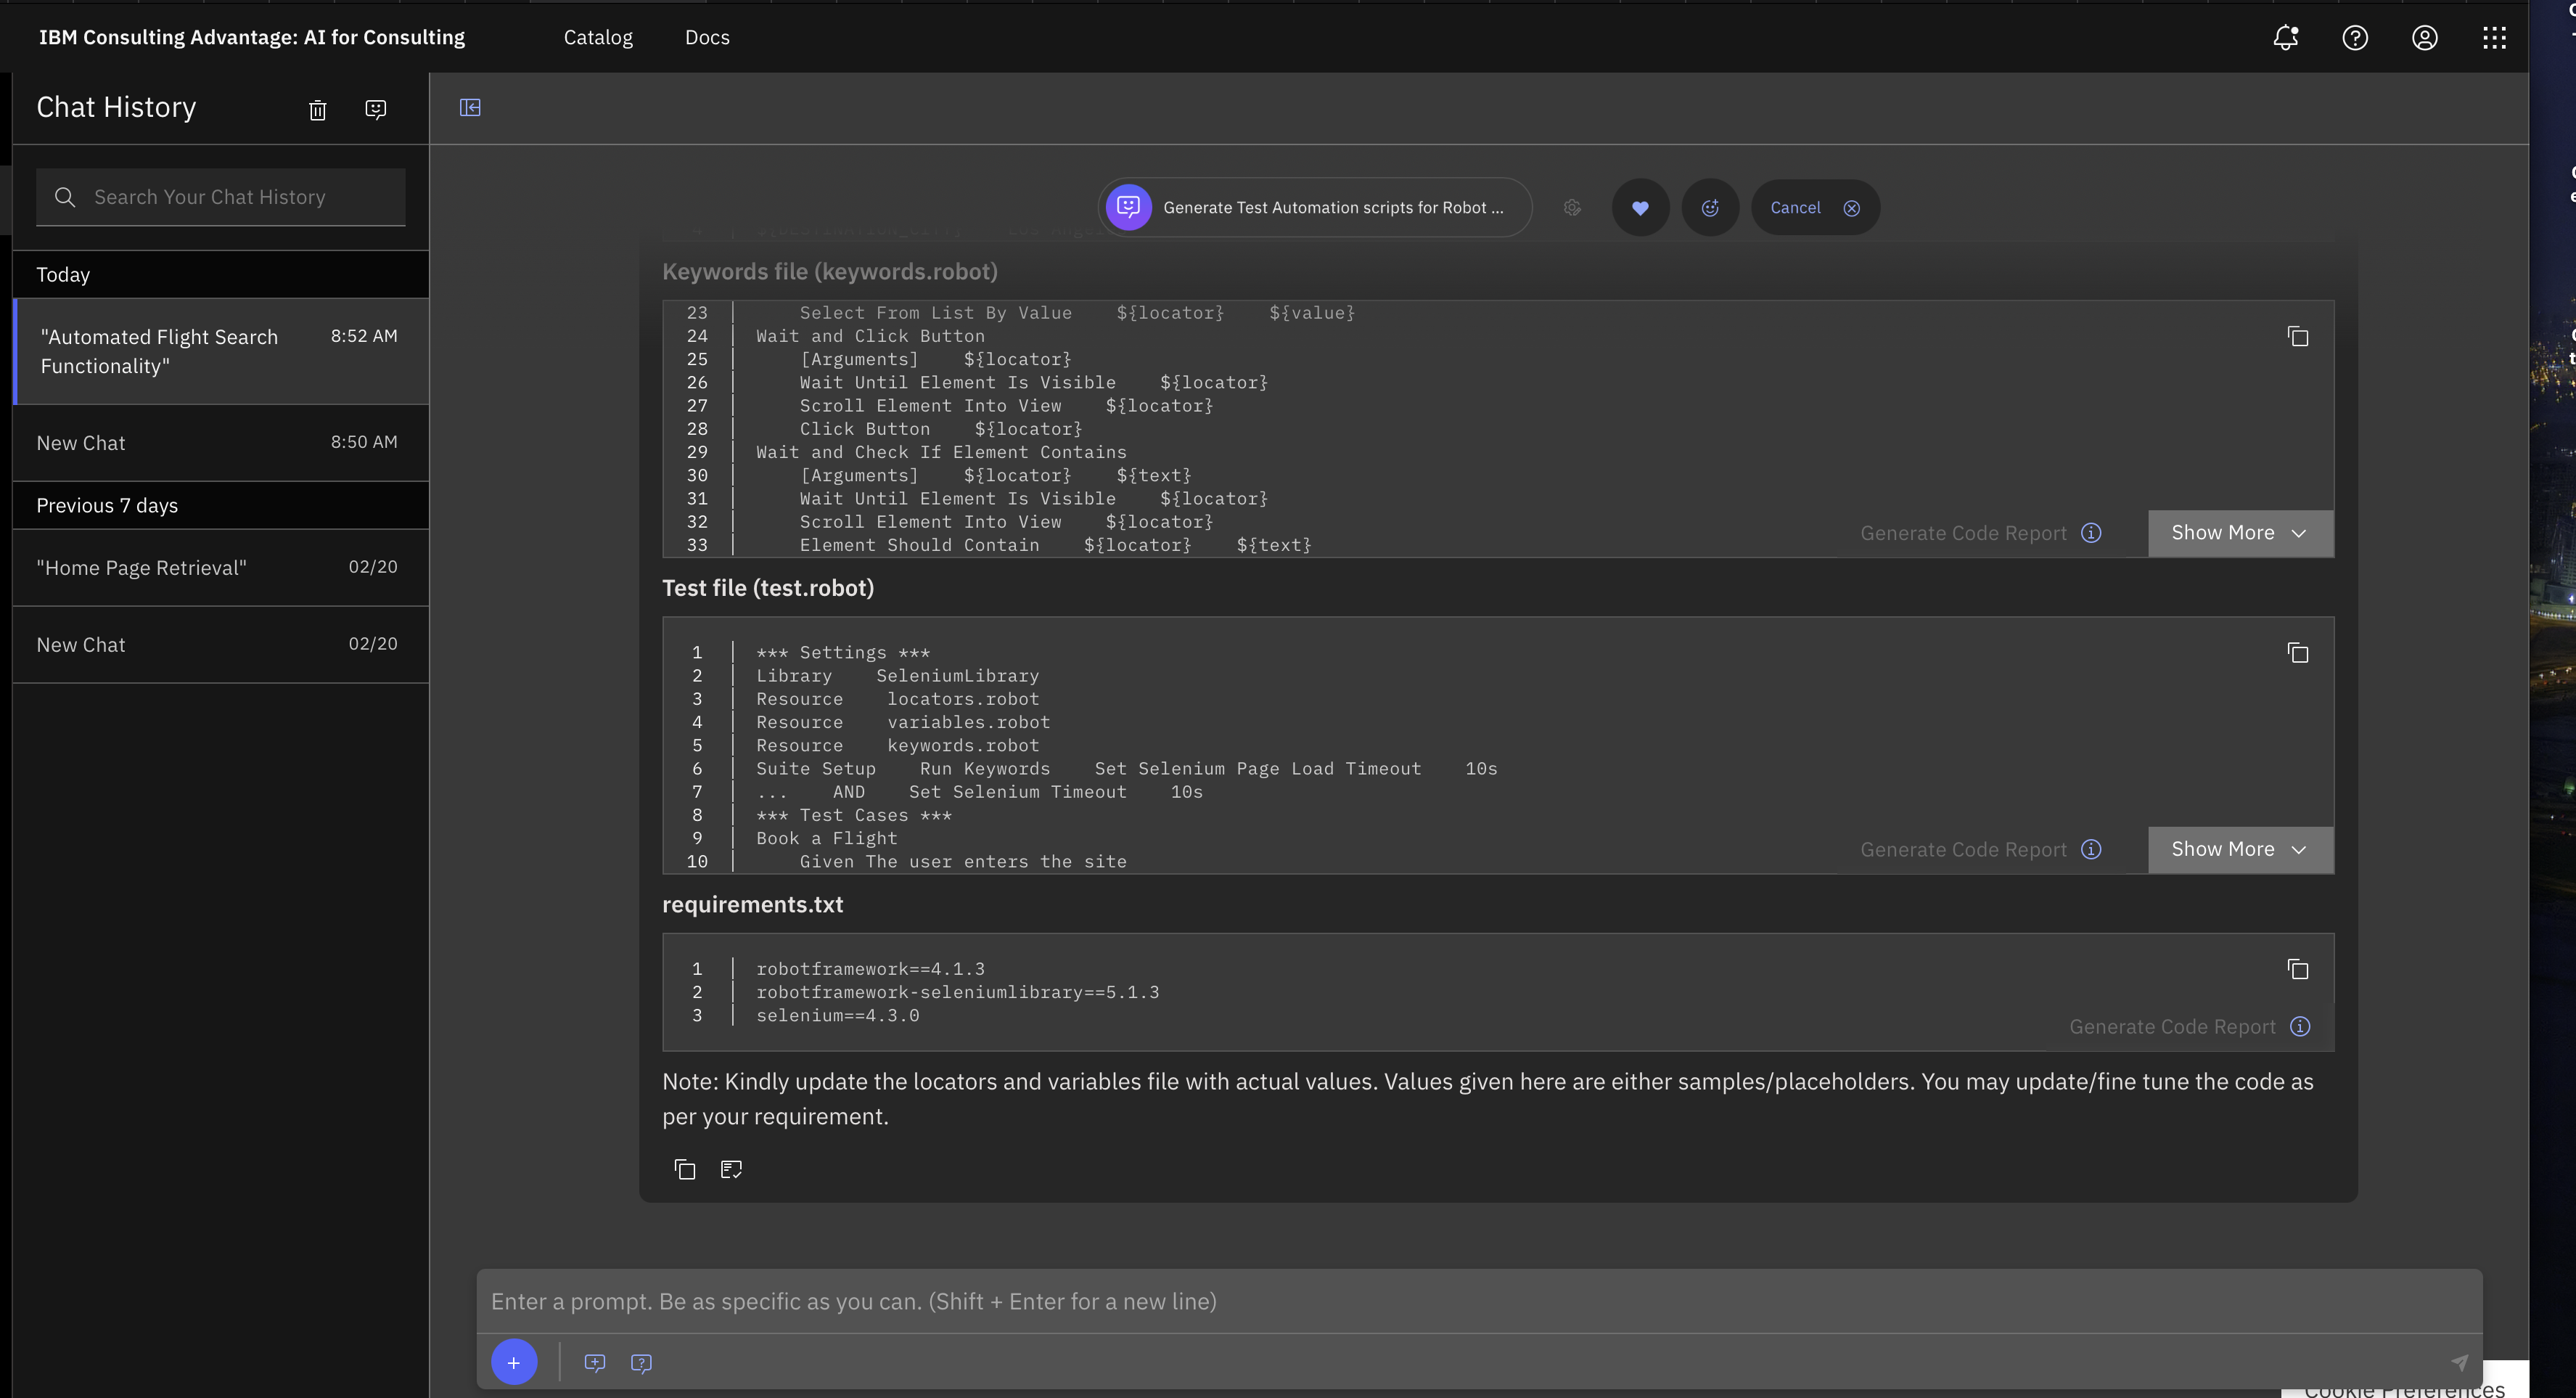 IBM Consulting Advantage: AI for Consulting
Catalog
Docs
Chat History
Search Your Chat History
Today
"Automated Flight Search
Functionality"
8:52 AM
New Chat
8:50 AM
Previous 7 days
"Home Page Retrieval"
02/20
New Chat
02/20
Generate Test Automation scripts for Robot ...
Cancel
Keywords file (keywords.robot)
23 Select From List By Value ${locator} ${value}
24 Wait and Click Button
25 [Arguments] ${locator}
26 Wait Until Element Is Visible ${locator}
27 Scroll Element Into View ${locator}
28 Click Button ${locator}
29 Wait and Check If Element Contains
30 [Arguments] ${locator} ${text}
31 Wait Until Element Is Visible ${locator}
32 Scroll Element Into View ${locator}
33 Element Should Contain ${locator} ${text}
Generate Code Report
Show More
Test file (test.robot)
1 *** Settings ***
2 Library SeleniumLibrary
3 Resource locators.robot
4 Resource variables.robot
5 Resource keywords.robot
6 Suite Setup Run Keywords Set Selenium Page Load Timeout 10s
7 ... AND Set Selenium Timeout 10s
8 *** Test Cases ***
9 Book a Flight
10 Given The user enters the site
Generate Code Report
Show More
requirements.txt
1 robotframework==4.1.3
2 robotframework-seleniumlibrary==5.1.3
3 selenium==4.3.0
Generate Code Report
Note: Kindly update the locators and variables file with actual values. Values given here are either samples/placeholders. You may update/fine tune the code as
per your requirement.
Enter a prompt. Be as specific as you can. (Shift + Enter for a new line)
Cookie Preferences